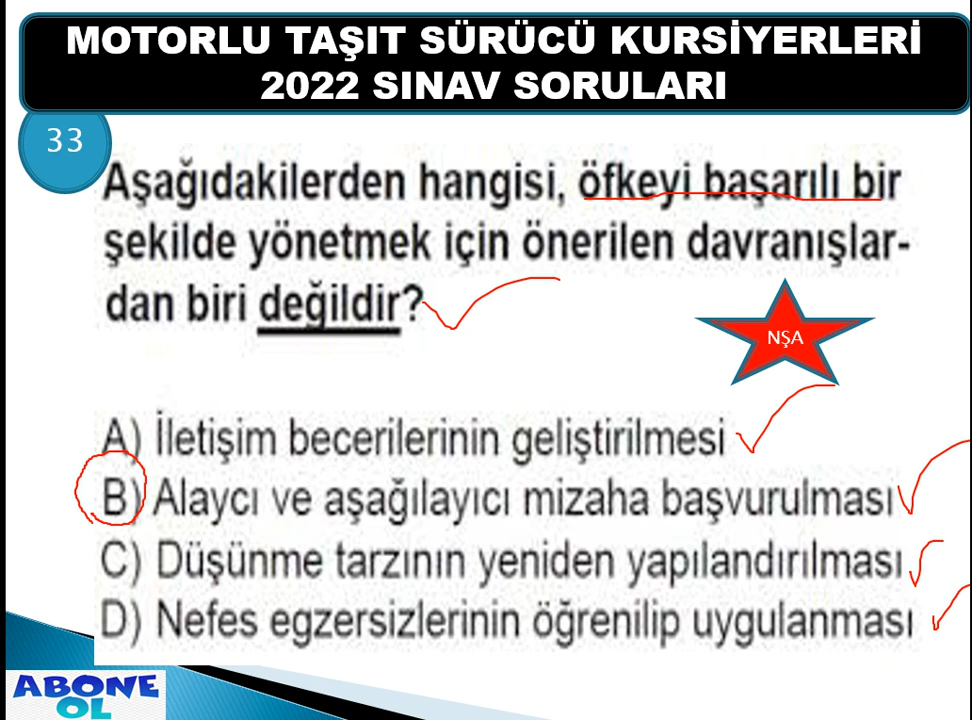 MOTORLU TAŞIT SÜRÜCÜ KURSİYERLERİ
2022 SINAV SORULARI
33
Aşağıdakilerden hangisi, öfkeyi başarılı bir
şekilde yönetmek için önerilen davranışlar-
dan biri değildir?
NŞA
A) İletişim becerilerinin geliştirilmesi
B) Alaycı ve aşağılayıcı mizaha başvurulması
C) Düşünme tarzının yeniden yapılandırılması
D) Nefes egzersizlerinin öğrenilip uygulanması
ABONE
OL